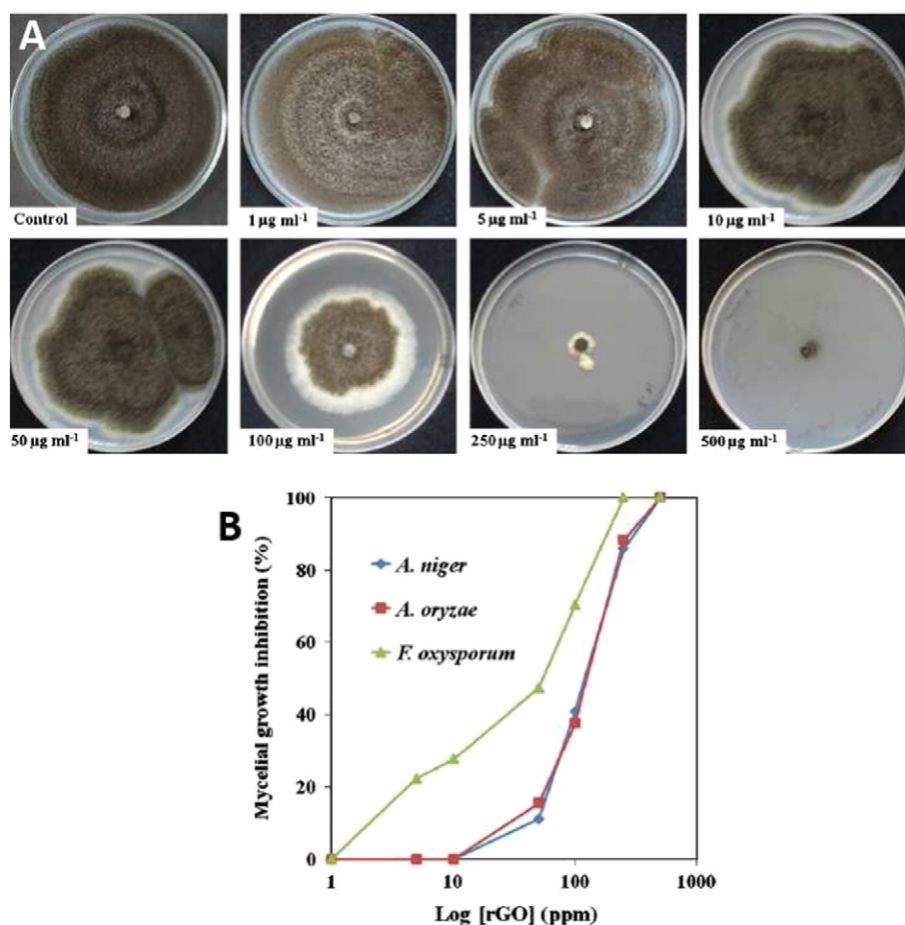 A
Control
1 µg ml-1
5 µg ml-1
10 µg ml-1
50 µg ml-1
100 µg ml-1
250 µg ml-1
500 µg ml-1
B
Mycelial growth inhibition (%)
100
80
60
40
20
0
A. niger
A. oryzae
F. oxysporum
1
10
100
1000
Log [rGO] (ppm)